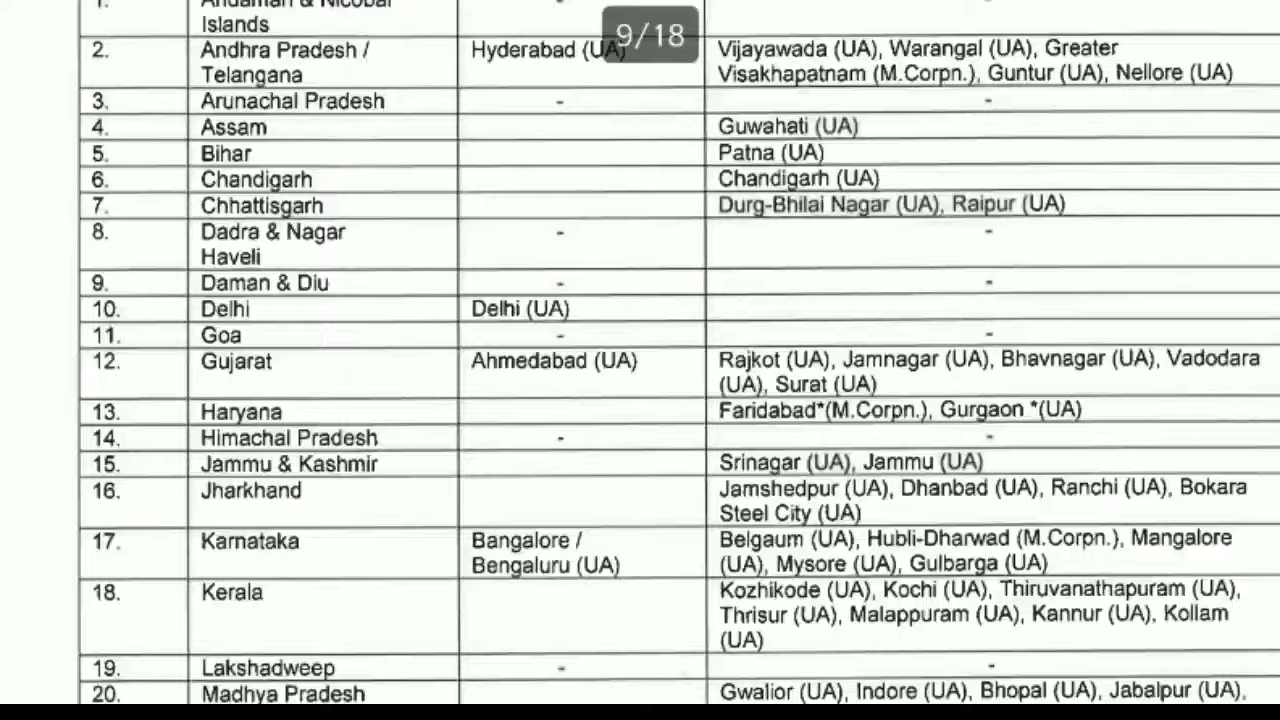 1. Andaman & Nicobar - -
Islands
9/18
2. Andhra Pradesh / Hyderabad (UA) Vijayawada (UA), Warangal (UA), Greater
Telangana Visakhapatnam (M.Corpn.), Guntur (UA), Nellore (UA)
3. Arunachal Pradesh - -
4. Assam Guwahati (UA)
5. Bihar Patna (UA)
6. Chandigarh Chandigarh (UA)
7. Chhattisgarh Durg-Bhilai Nagar (UA), Raipur (UA)
8. Dadra & Nagar - -
Haveli
9. Daman & Diu - -
10. Delhi Delhi (UA)
11. Goa - -
12. Gujarat Ahmedabad (UA) Rajkot (UA), Jamnagar (UA), Bhavnagar (UA), Vadodara
(UA), Surat (UA)
13. Haryana Faridabad*(M.Corpn.), Gurgaon *(UA)
14. Himachal Pradesh - -
15. Jammu & Kashmir Srinagar (UA), Jammu (UA)
16. Jharkhand Jamshedpur (UA), Dhanbad (UA), Ranchi (UA), Bokara
Steel City (UA)
17. Karnataka Bangalore / Belgaum (UA), Hubli-Dharwad (M.Corpn.), Mangalore
Bengaluru (UA) (UA), Mysore (UA), Gulbarga (UA)
18. Kerala Kozhikode (UA), Kochi (UA), Thiruvanathapuram (UA),
Thrisur (UA), Malappuram (UA), Kannur (UA), Kollam
(UA)
19. Lakshadweep - -
20. Madhya Pradesh Gwalior (UA), Indore (UA), Bhopal (UA), Jabalpur (UA),